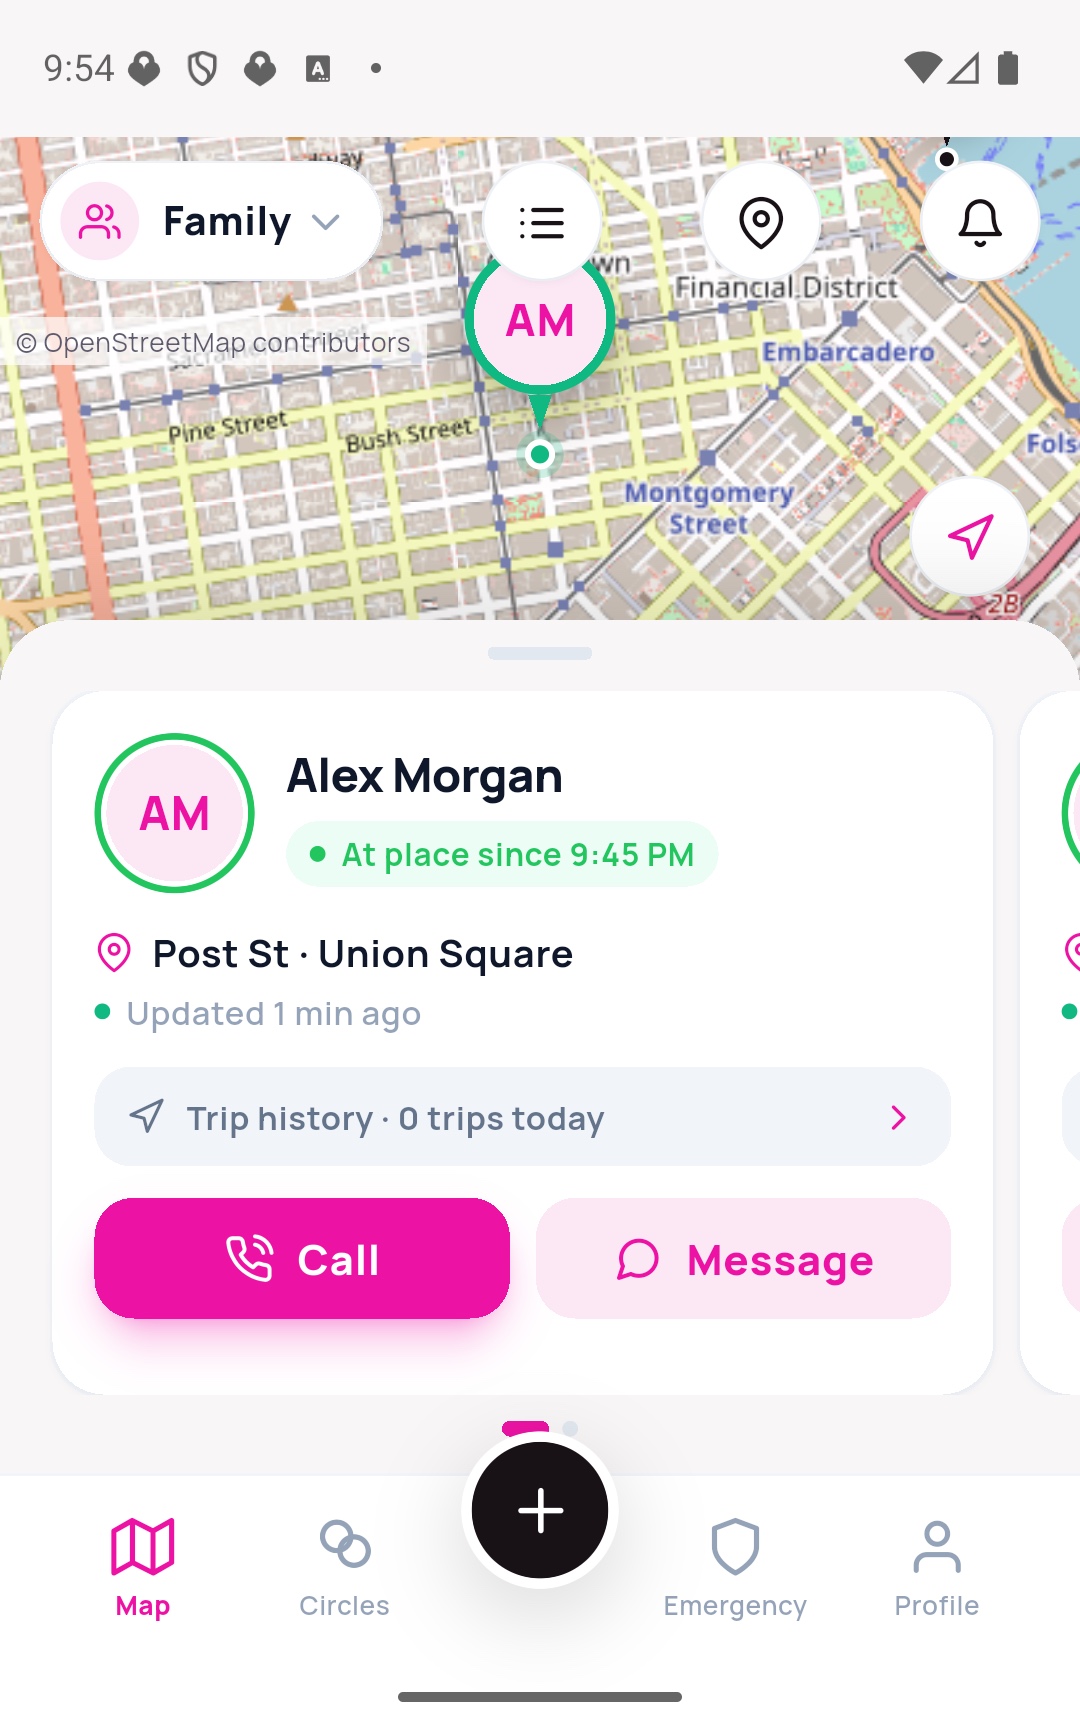 9:54
Family
Financial District
AM
© OpenStreetMap contributors
Embarcadero
Pine Street
Bush Street
Montgomery
Street
2B
AM
Alex Morgan
At place since 9:45 PM
Post St · Union Square
Updated 1 min ago
Trip history · 0 trips today
Call
Message
Map
Circles
Emergency
Profile